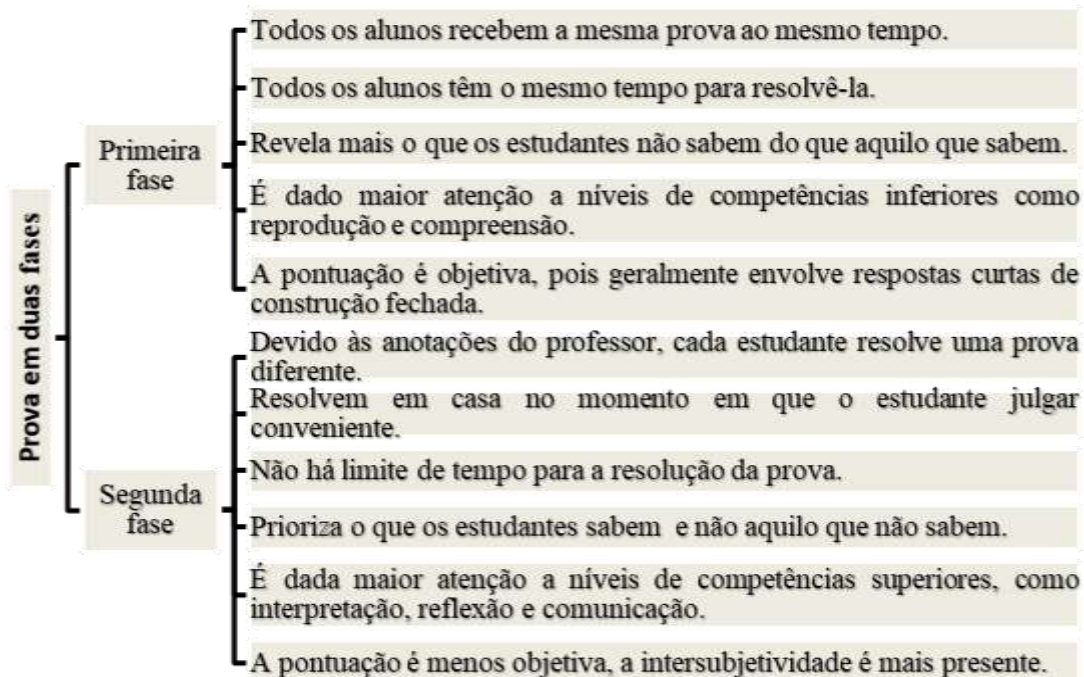 Prova em duas fases
Primeira
fase
Todos os alunos recebem a mesma prova ao mesmo tempo.
Todos os alunos têm o mesmo tempo para resolvê-la.
Revela mais o que os estudantes não sabem do que aquilo que sabem.
É dado maior atenção a níveis de competências inferiores como
reprodução e compreensão.
A pontuação é objetiva, pois geralmente envolve respostas curtas de
construção fechada.
Segunda
fase
Devido às anotações do professor, cada estudante resolve uma prova
diferente.
Resolvem em casa no momento em que o estudante julgar
conveniente.
Não há limite de tempo para a resolução da prova.
Prioriza o que os estudantes sabem e não aquilo que não sabem.
É dada maior atenção a níveis de competências superiores, como
interpretação, reflexão e comunicação.
A pontuação é menos objetiva, a intersubjetividade é mais presente.